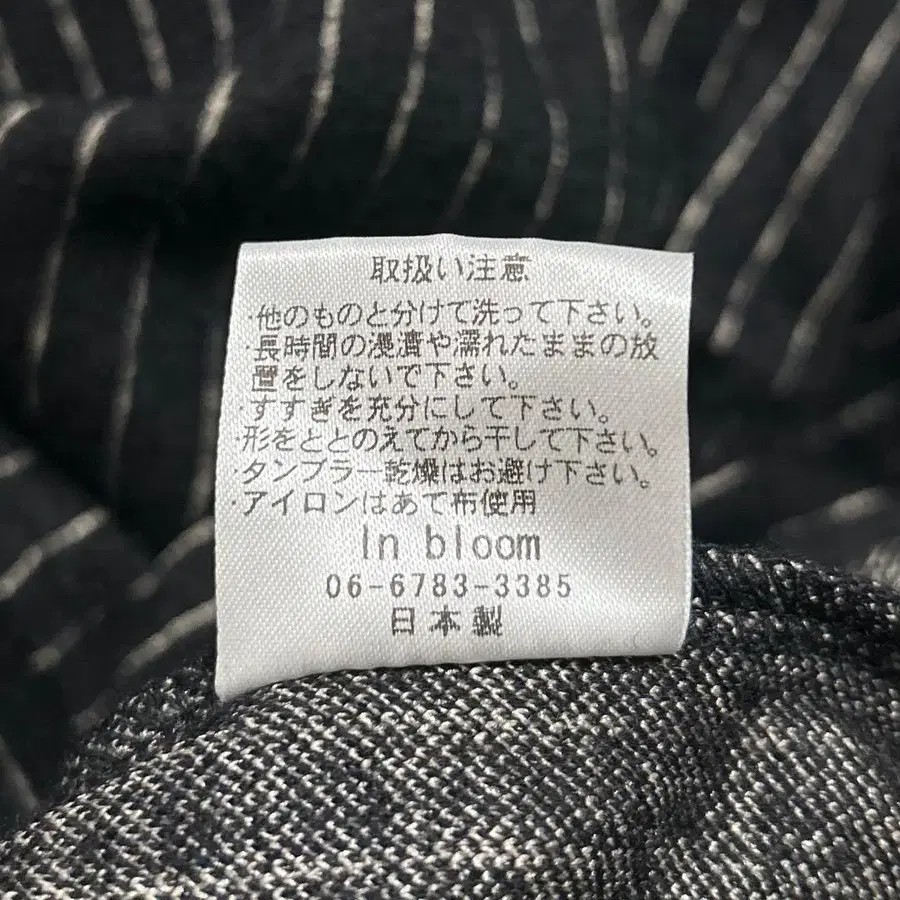 取扱い注意
・他のものと分けて洗って下さい。
・長時間の浸漬や濡れたままの放
置をしないで下さい。
・すすぎを充分にして下さい。
・形をととのえてから干して下さい。
・タンブラー乾燥はお避け下さい。
・アイロンはあて布使用
In bloom
06-6783-3385
日本製